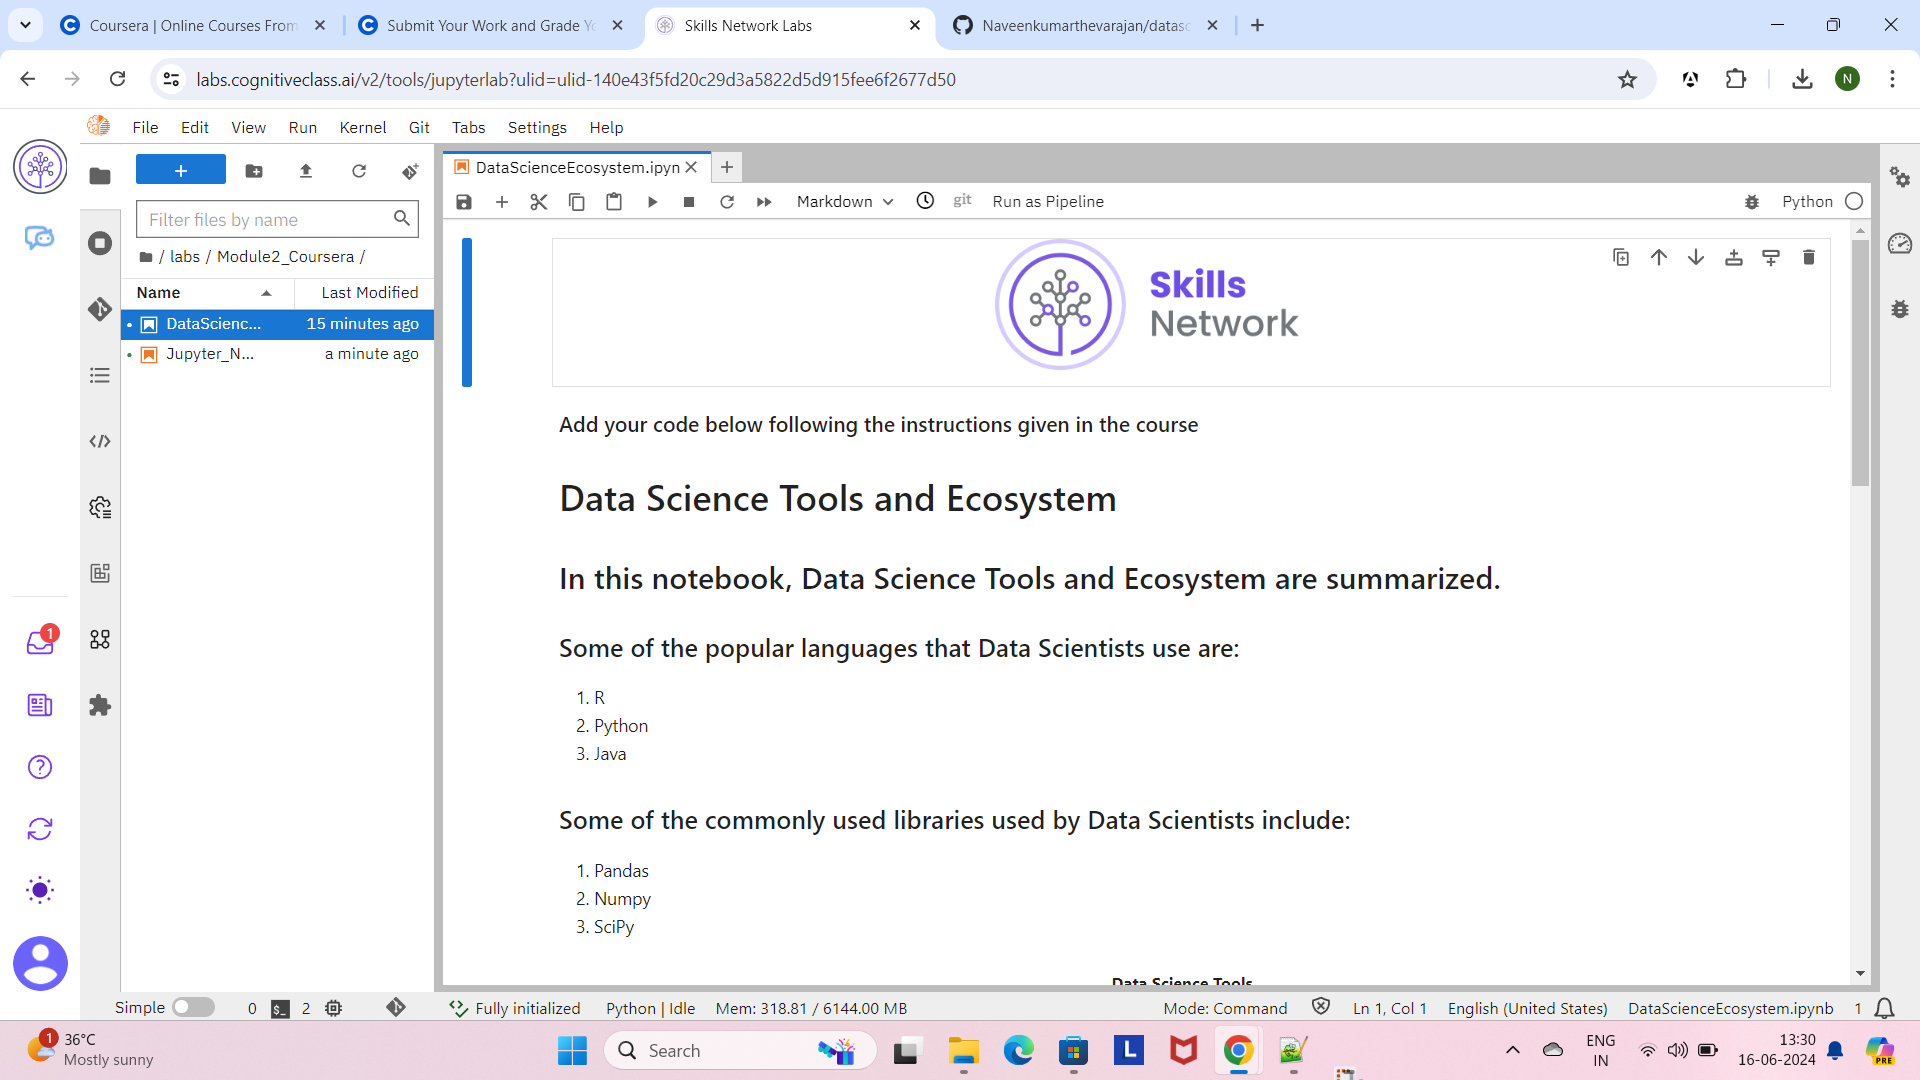 Coursera | Online Courses From
Submit Your Work and Grade Yo
Skills Network Labs
Naveenkumarthevarajan/datasc
labs.cognitiveclass.ai/v2/tools/jupyterlab?ulid=ulid-140e43f5fd20c29d3a5822d5d915fee6f2677d50
N
File Edit View Run Kernel Git Tabs Settings Help
DataScienceEcosystem.ipyn
Filter files by name
Markdown
git
Run as Pipeline
Python
/ labs / Module2_Coursera /
Name
Last Modified
DataScienc...
15 minutes ago
Jupyter_N...
a minute ago
Skills
Network
Add your code below following the instructions given in the course
Data Science Tools and Ecosystem
In this notebook, Data Science Tools and Ecosystem are summarized.
Some of the popular languages that Data Scientists use are:
1. R
2. Python
3. Java
Some of the commonly used libraries used by Data Scientists include:
1. Pandas
2. Numpy
3. SciPy
Data Science Tools
1
Simple
0
2
Fully initialized
Python | Idle
Mem: 318.81 / 6144.00 MB
Mode: Command
Ln 1, Col 1
English (United States)
DataScienceEcosystem.ipynb
1
1
36°C
Mostly sunny
Search
L
ENG
IN
13:30
16-06-2024
PRE